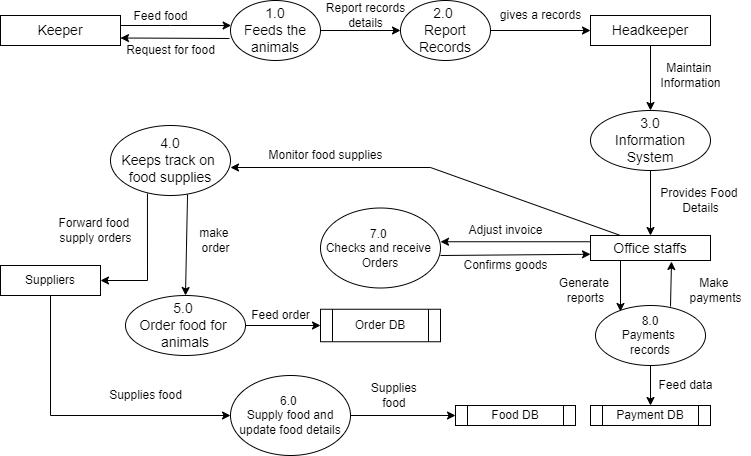 Keeper
Feed food
Request for food
1.0
Feeds the
animals
Report records
details
2.0
Report
Records
gives a records
Headkeeper
Maintain
Information
3.0
Information
System
4.0
Keeps track on
food supplies
Monitor food supplies
Provides Food
Details
Forward food
supply orders
make
order
7.0
Checks and receive
Orders
Adjust invoice
Confirms goods
Office staffs
Suppliers
Generate
reports
Make
payments
5.0
Order food for
animals
Feed order
Order DB
8.0
Payments
records
Supplies food
6.0
Supply food and
update food details
Supplies
food
Food DB
Feed data
Payment DB